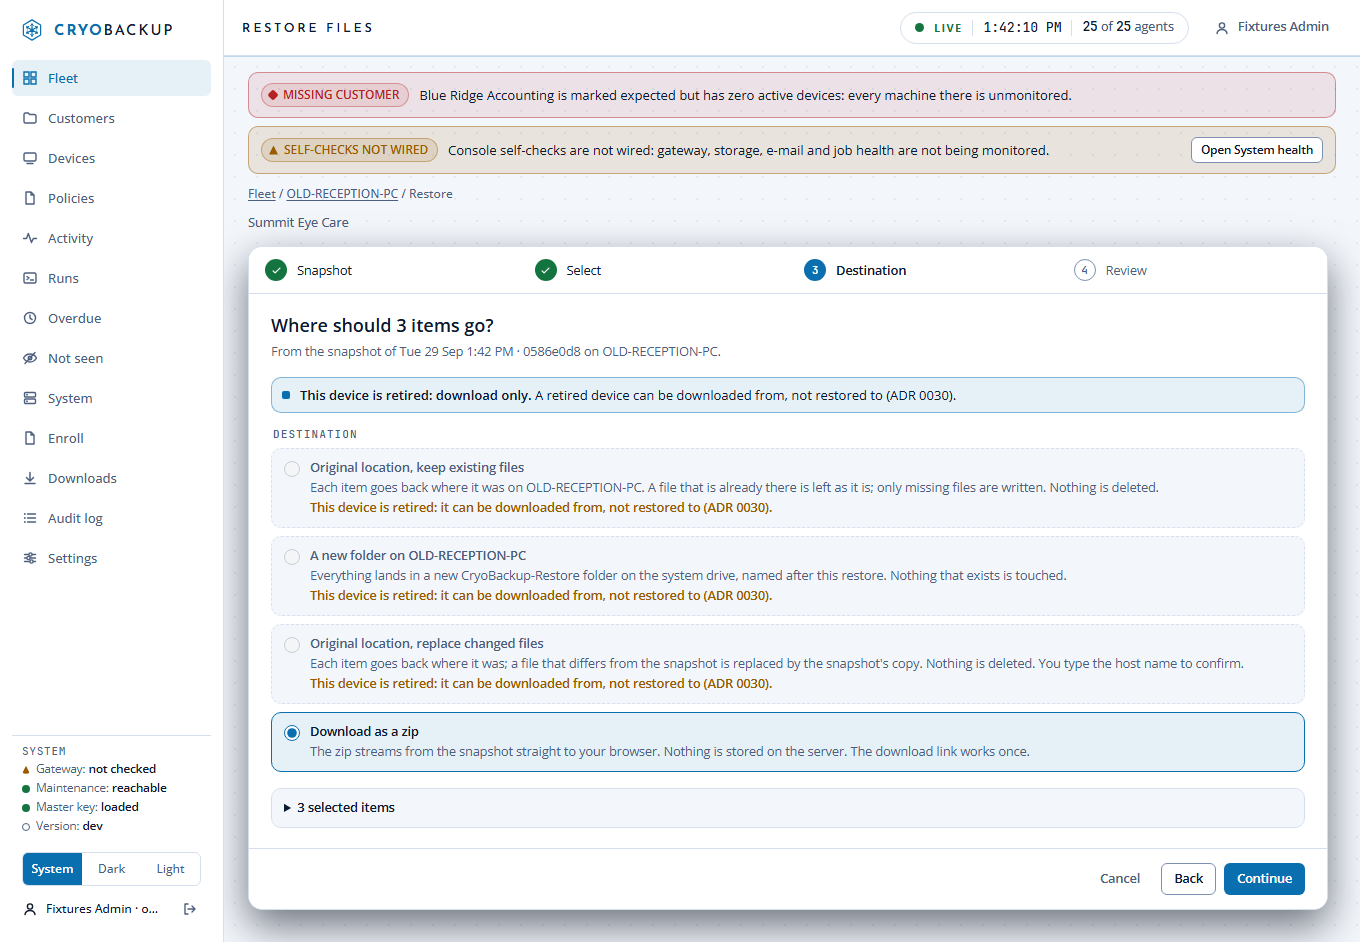 CRYOBACKUP
RESTORE FILES
LIVE 1:42:10 PM 25 of 25 agents
Fixtures Admin
Fleet
Customers
Devices
Policies
Activity
Runs
Overdue
Not seen
System
Enroll
Downloads
Audit log
Settings
SYSTEM
Gateway: not checked
Maintenance: reachable
Master key: loaded
Version: dev
System Dark Light
Fixtures Admin · o...
MISSING CUSTOMER Blue Ridge Accounting is marked expected but has zero active devices: every machine there is unmonitored.
SELF-CHECKS NOT WIRED Console self-checks are not wired: gateway, storage, e-mail and job health are not being monitored. Open System health
Fleet / OLD-RECEPTION-PC / Restore
Summit Eye Care
Snapshot Select 3 Destination 4 Review
Where should 3 items go?
From the snapshot of Tue 29 Sep 1:42 PM · 0586e0d8 on OLD-RECEPTION-PC.
This device is retired: download only. A retired device can be downloaded from, not restored to (ADR 0030).
DESTINATION
Original location, keep existing files
Each item goes back where it was on OLD-RECEPTION-PC. A file that is already there is left as it is; only missing files are written. Nothing is deleted.
This device is retired: it can be downloaded from, not restored to (ADR 0030).
A new folder on OLD-RECEPTION-PC
Everything lands in a new CryoBackup-Restore folder on the system drive, named after this restore. Nothing that exists is touched.
This device is retired: it can be downloaded from, not restored to (ADR 0030).
Original location, replace changed files
Each item goes back where it was; a file that differs from the snapshot is replaced by the snapshot's copy. Nothing is deleted. You type the host name to confirm.
This device is retired: it can be downloaded from, not restored to (ADR 0030).
Download as a zip
The zip streams from the snapshot straight to your browser. Nothing is stored on the server. The download link works once.
3 selected items
Cancel Back Continue